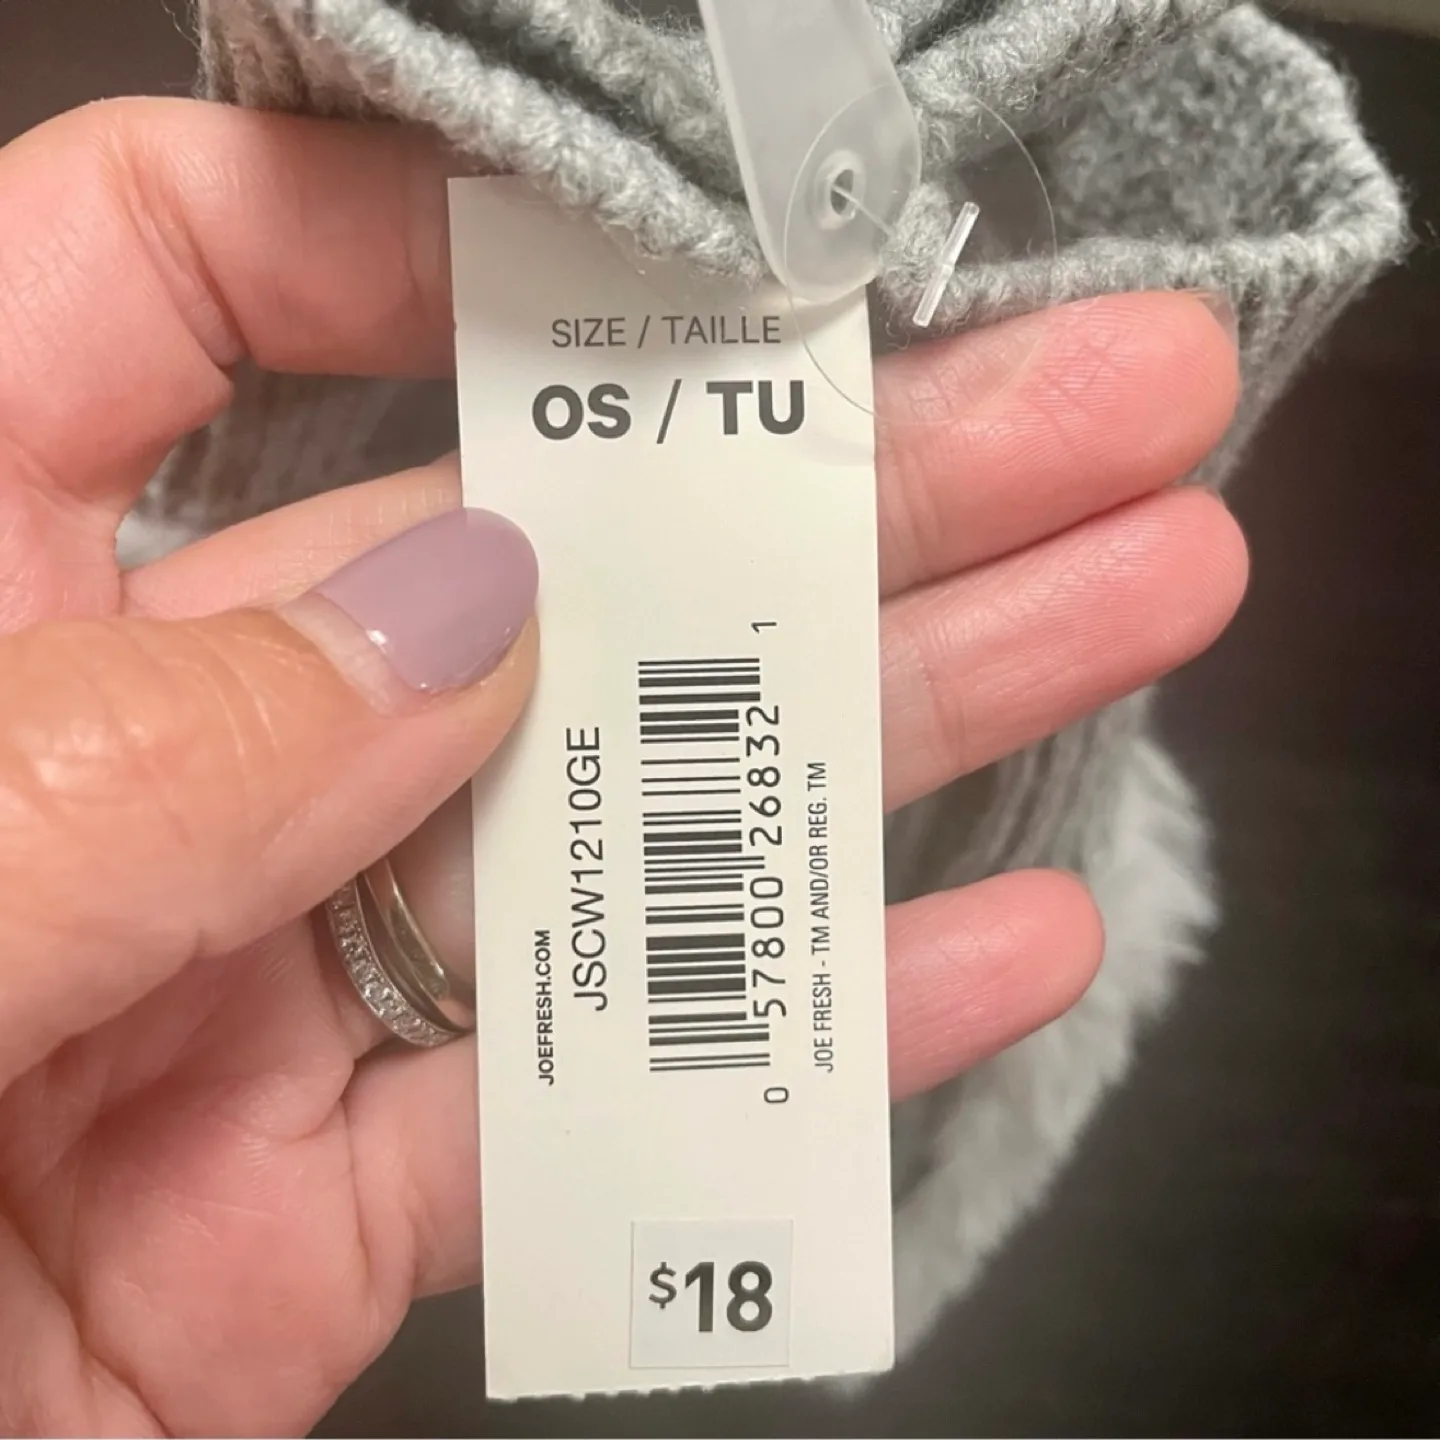 SIZE / TAILLE
OS / TU
JOEFRESH.COM
JSCW1210GE
0 57800 26832 1
JOE FRESH - TM AND/OR REG. TM
$18